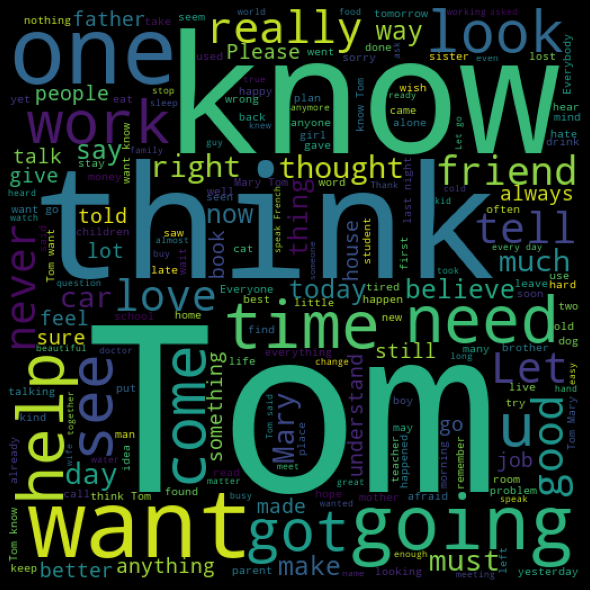 nothing
father
take
seem
world
food
tomorrow
working
asked
one
know
really
way
look
used
Please
went
done
ask
even
sorry
sister
lost
Everybody
yet
people
eat
stop
sleep
true
happy
anymore
plan
wish
ready
know Tom
hear
mind
work
say
wrong
back
anyone
came
hate
talk
want know
guy
knew
girl
gave
alone
Let go
drink
give
stay
family
right
thought
friend
heard
money
Mary Tom
word
Thank
last night
cold
kid
always
want go
watch
well
seen
think
told
saw
wait
now
book
thing
speak French
student
house
often
tell
never
Tom want
children
almost
late
cat
someone
first
every day
took
much
lot
question
buy
car
love
Everyone
today
tired
believe
leave
use
hard
soon
two
feel
school
home
best
little
happen
new
old
sure
beautiful
doctor
find
time
need
dog
life
everything
still
many
brother
long
help
see
talking
put
Tom
come
something
change
Mary
understand
boy
Let
live
hand
easy
kind
together
man
Tom said
place
may
go
try
already
wife
idea
meet
teacher
happened
morning
remember
u
job
good
Tom Mary
day
water
read
matter
great
room
problem
call
think Tom
found
hope
mother
afraid
speak
Tom know
want
busy
wanted
got
going
made
enough
must
keep
better
anything
parent
make
name
looking
meeting
left
yesterday